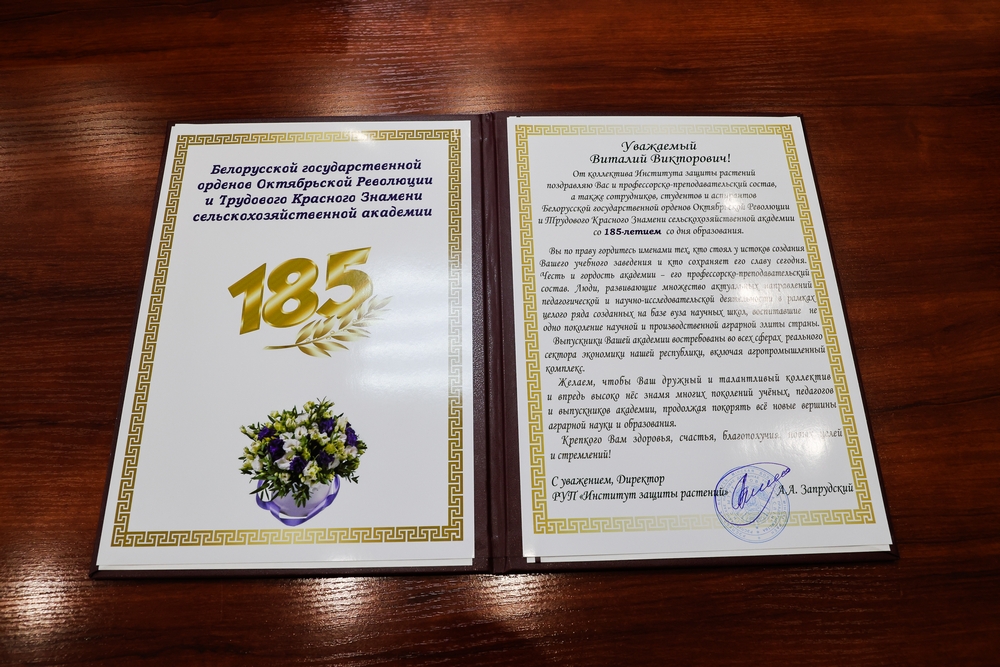 Белорусской государственной
орденов Октябрьской Революции
и Трудового Красного Знамени
сельскохозяйственной академии
185
Уважаемый
Виталий Викторович!
От коллектива Института защиты растений
поздравляю Вас и профессорско-преподавательский состав,
а также сотрудников, студентов и аспирантов
Белорусской государственной орденов Октябрьской Революции
и Трудового Красного Знамени сельскохозяйственной академии
со 185-летием со дня образования.
Вы по праву гордитесь именами тех, кто стоял у истоков создания
Вашего учебного заведения и кто сохраняет его славу сегодня.
Честь и гордость академии – его профессорско-преподавательский
состав. Люди, развивающие множество актуальных направлений
педагогической и научно-исследовательской деятельности в рамках
целого ряда созданных на базе вуза научных школ, воспитавшие не
одно поколение научной и производственной аграрной элиты страны.
Выпускники Вашей академии востребованы во всех сферах реального
сектора экономики нашей республики, включая агропромышленный
комплекс.
Желаем, чтобы Ваш дружный и талантливый коллектив
и впредь высоко нёс знамя многих поколений учёных, педагогов
и выпускников академии, продолжая покорять всё новые вершины
аграрной науки и образования.
Крепкого Вам здоровья, счастья, благополучия, новых целей
и стремлений!
С уважением, Директор
РУП «Институт защиты растений» А.А. Запрудский